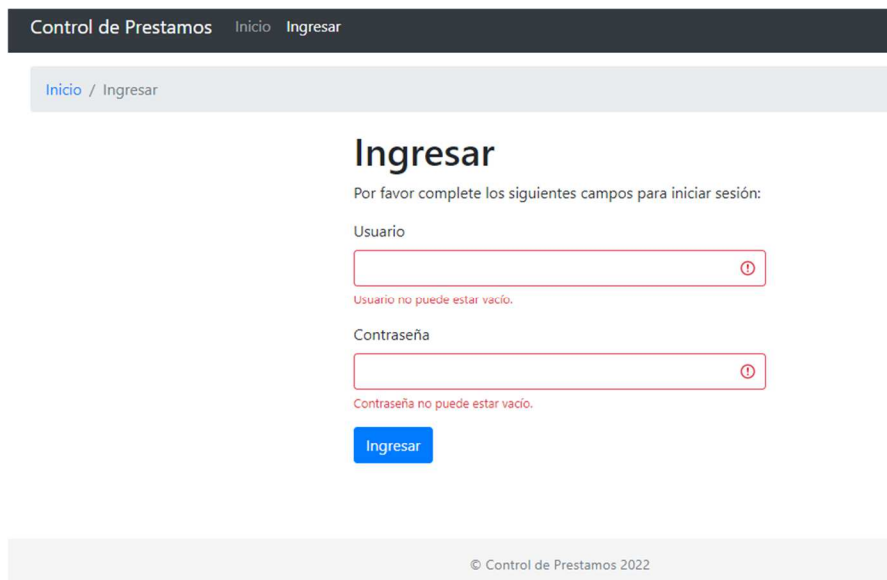 Control de Prestamos Inicio Ingresar
Inicio / Ingresar
Ingresar
Por favor complete los siguientes campos para iniciar sesión:
Usuario
Usuario no puede estar vacío.
Contraseña
Contraseña no puede estar vacío.
Ingresar
© Control de Prestamos 2022